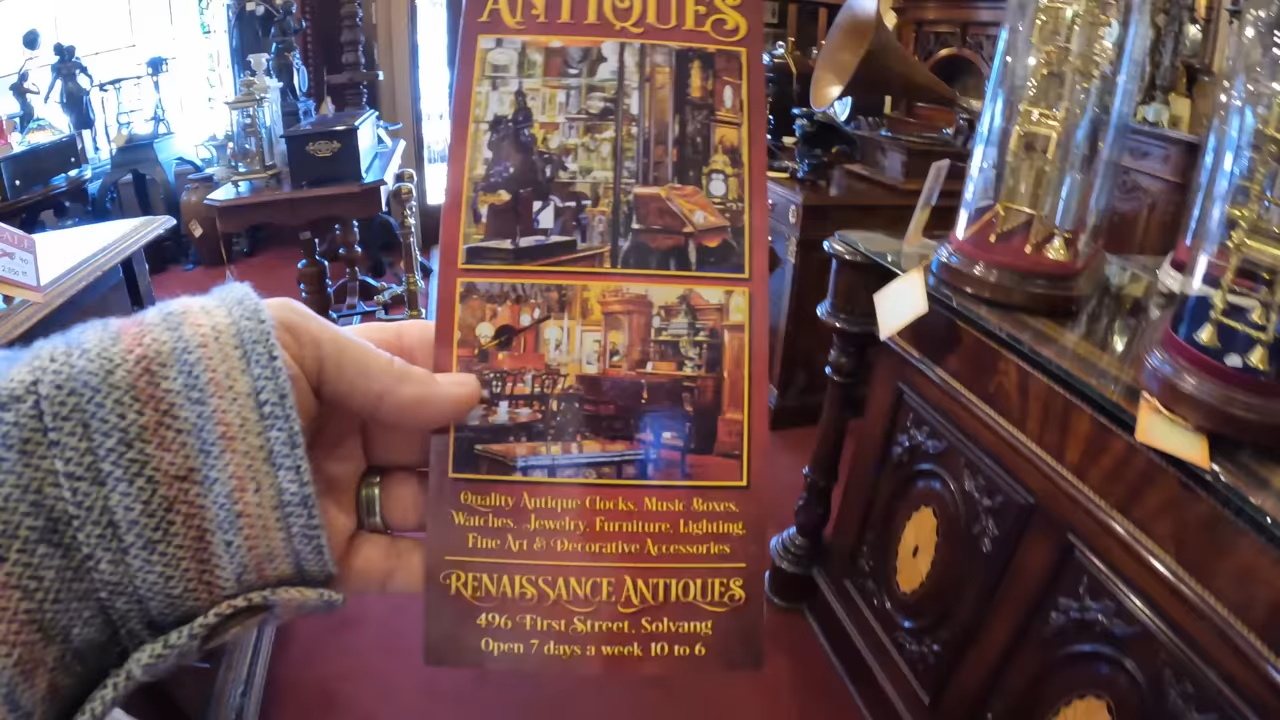 ANTIQUES
Quality Antique Clocks, Music Boxes,
Watches, Jewelry, Furniture, Lighting,
Fine Art & Decorative Accessories
RENAISSANCE ANTIQUES
496 First Street, Solvang
Open 7 days a week 10 to 6